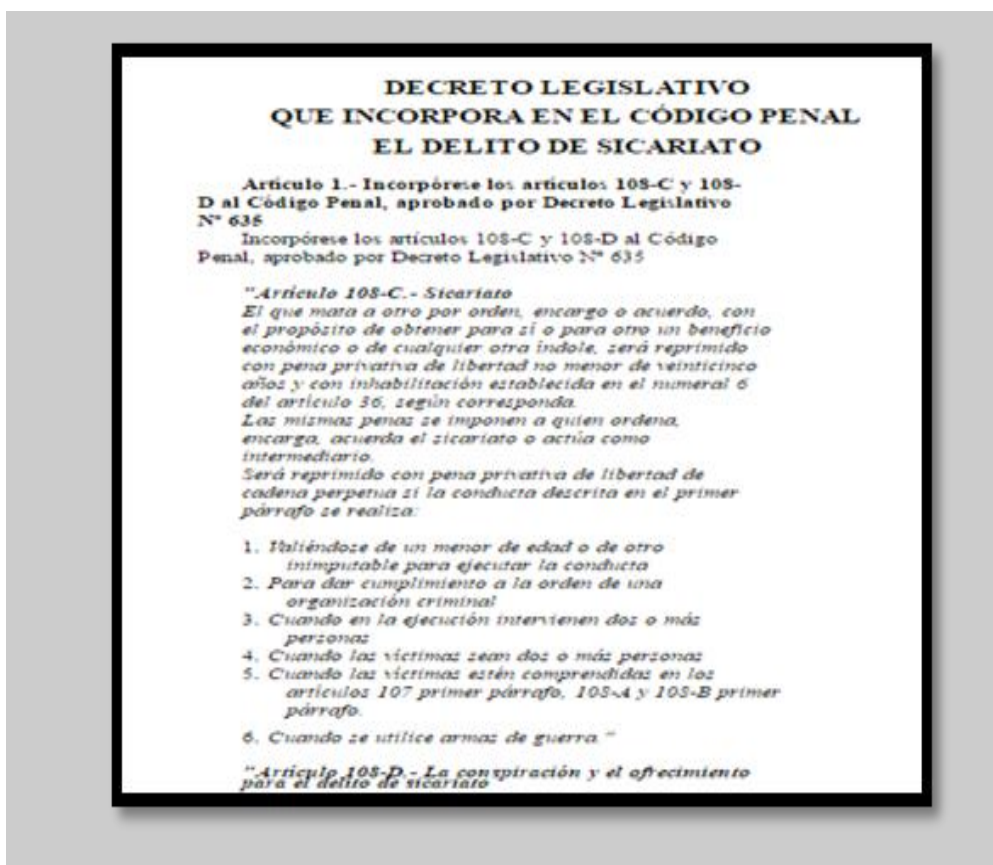 DECRETO LEGISLATIVO
QUE INCORPORA EN EL CÓDIGO PENAL
EL DELITO DE SICARIATO
Artículo 1.- Incorpórese los artículos 108-C y 108-
D al Código Penal, aprobado por Decreto Legislativo
N° 635
Incorpórese los artículos 108-C y 108-D al Código
Penal, aprobado por Decreto Legislativo N° 635
"Artículo 108-C.- Sicariato
El que mata a otro por orden, encargo o acuerdo, con
el propósito de obtener para sí o para otro un beneficio
económico o de cualquier otra índole, será reprimido
con pena privativa de libertad no menor de veinticinco
años y con inhabilitación establecida en el numeral 6
del artículo 36, según corresponda.
Las mismas penas se imponen a quien ordena,
encarga, acuerda el sicariato o actúa como
intermediario.
Será reprimido con pena privativa de libertad de
cadena perpetua si la conducta descrita en el primer
párrafo se realiza:
1. Valiéndose de un menor de edad o de otro
inimputable para ejecutar la conducta
2. Para dar cumplimiento a la orden de una
organización criminal
3. Cuando en la ejecución intervienen dos o más
personas
4. Cuando las víctimas sean dos o más personas
5. Cuando las víctimas estén comprendidas en los
artículos 107 primer párrafo, 108-A y 108-B primer
párrafo.
6. Cuando se utilice armas de guerra."
"Artículo 108-D.- La conspiración y el ofrecimiento
para el delito de sicariato